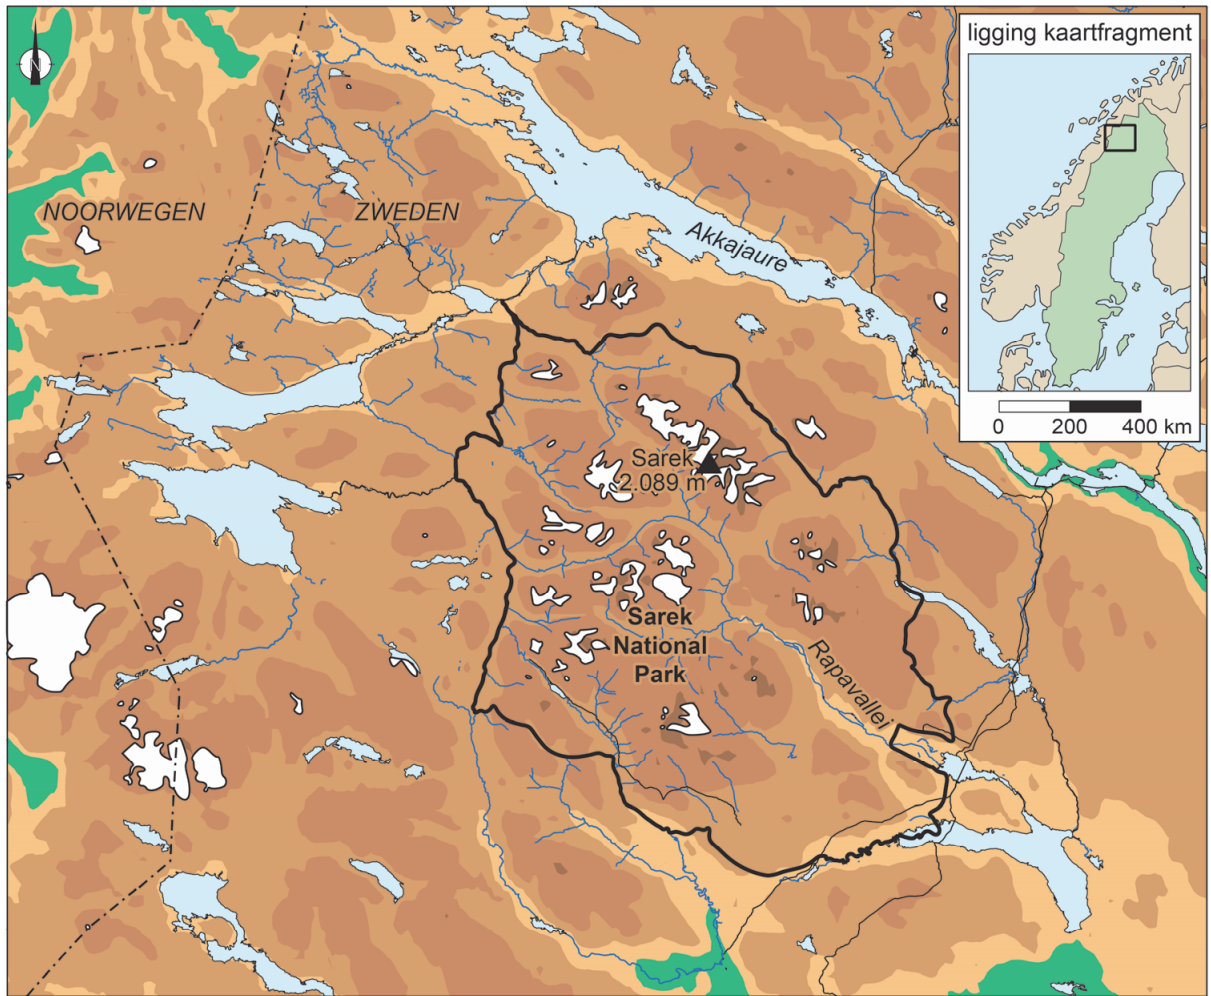 ligging kaartfragment
0 200 400 km
N
NOORWEGEN
ZWEDEN
Akkajaure
Sarek
2.089 m
Sarek
National
Park
Rapavallei